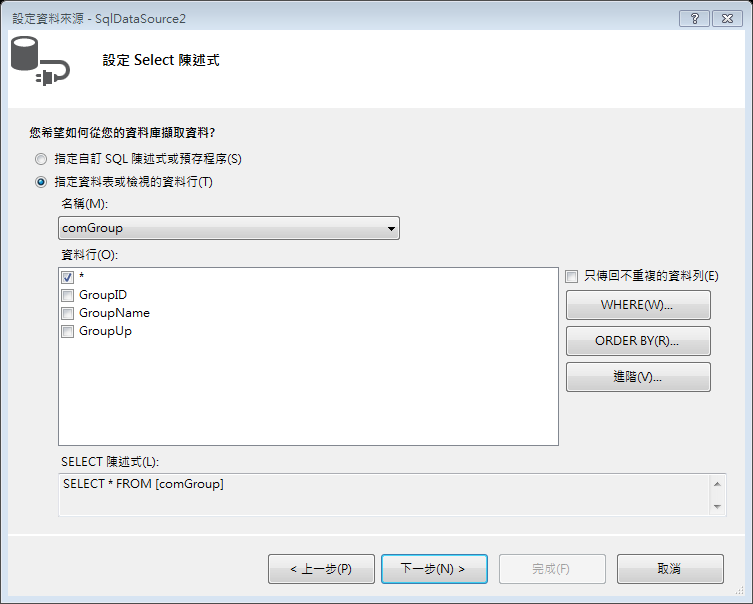 設定資料來源 - SqlDataSource2
設定 Select 陳述式
您希望如何從您的資料庫擷取資料?
指定自訂 SQL 陳述式或預存程序(S)
指定資料表或檢視的資料行(T)
名稱(M):
comGroup
資料行(O):
*
只傳回不重複的資料列(E)
GroupID
WHERE(W)...
GroupName
GroupUp
ORDER BY(R)...
進階(V)...
SELECT 陳述式(L):
SELECT * FROM [comGroup]
< 上一步(P)
下一步(N) >
完成(F)
取消